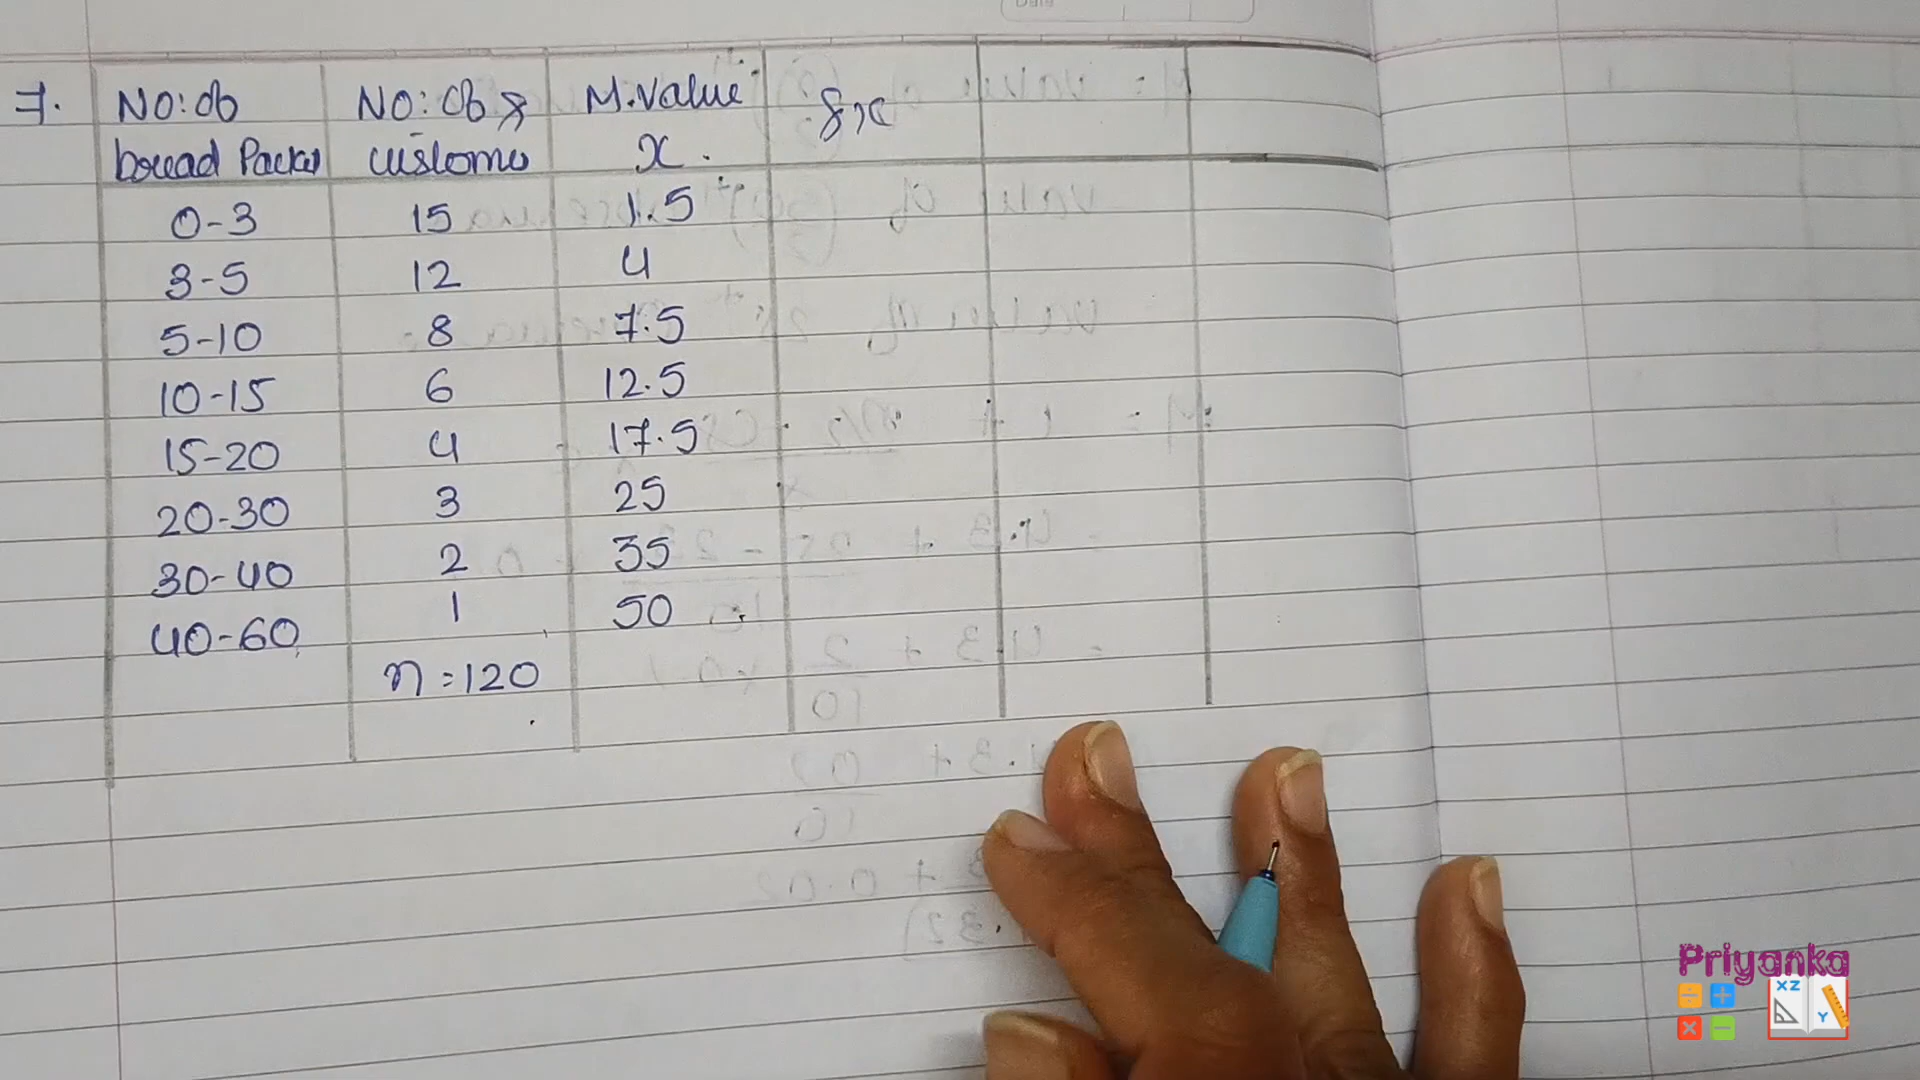 7. NO: of NO: of f M. Value fx
bread Packs customers x
0-3 15 1.5
3-5 12 4
5-10 8 7.5
10-15 6 12.5
15-20 4 17.5
20-30 3 25
30-40 2 35
40-60 1 50
n = 120
Priyanka
XZ
Y